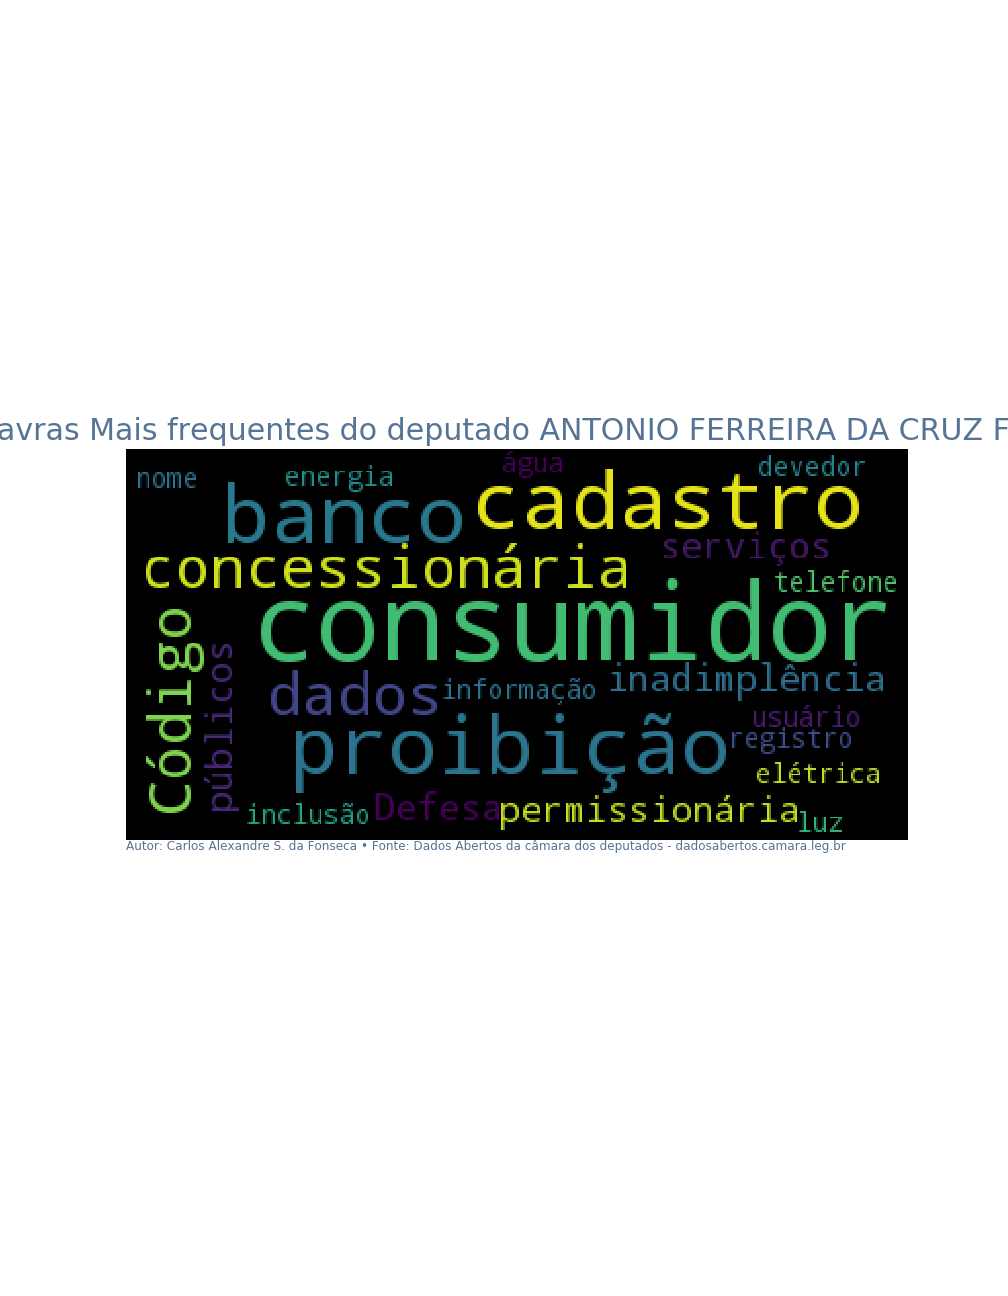 avras Mais frequentes do deputado ANTONIO FERREIRA DA CRUZ F
água
nome
energia
devedor
banco
cadastro
serviços
concessionária
telefone
consumidor
Código
públicos
dados
informação
inadimplência
usuário
proibição
registro
elétrica
inclusão
Defesa
permissionária
luz
Autor: Carlos Alexandre S. da Fonseca • Fonte: Dados Abertos da câmara dos deputados - dadosabertos.camara.leg.br